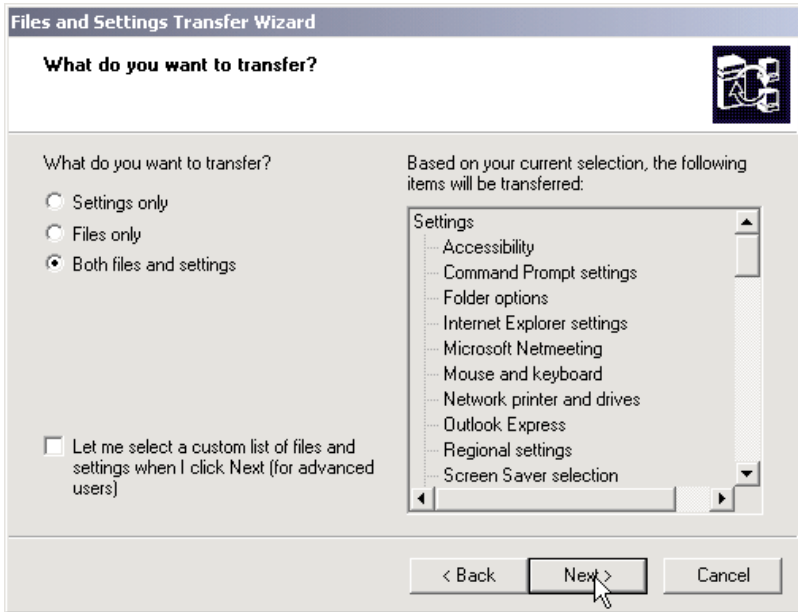 Files and Settings Transfer Wizard
What do you want to transfer?
What do you want to transfer?
Settings only
Files only
Both files and settings
Let me select a custom list of files and
settings when I click Next (for advanced
users)
Based on your current selection, the following
items will be transferred:
Settings
Accessibility
Command Prompt settings
Folder options
Internet Explorer settings
Microsoft Netmeeting
Mouse and keyboard
Network printer and drives
Outlook Express
Regional settings
Screen Saver selection
< Back
Next >
Cancel